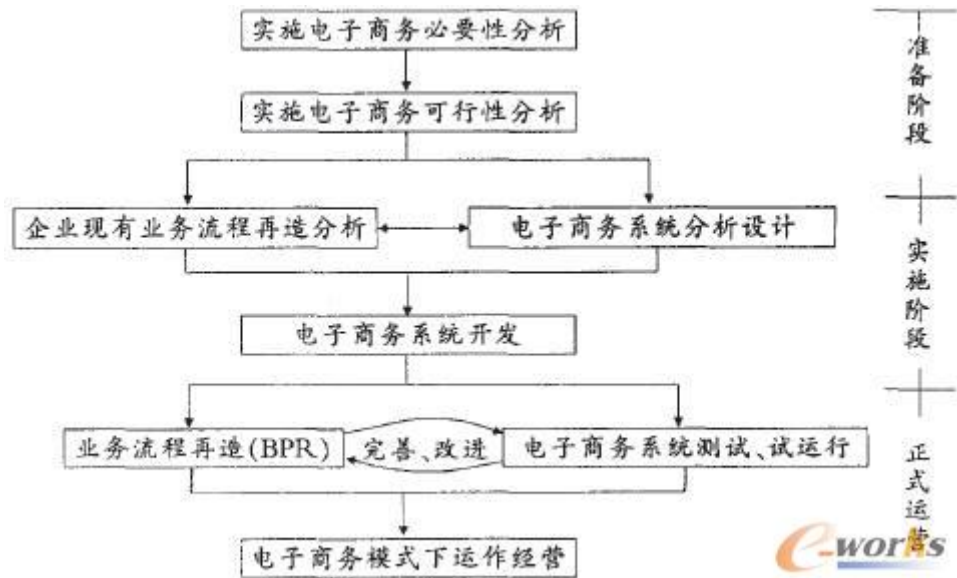 实施电子商务必要性分析
实施电子商务可行性分析
准备阶段
企业现有业务流程再造分析
电子商务系统分析设计
实施阶段
电子商务系统开发
业务流程再造(BPR)
完善、改进
电子商务系统测试、试运行
电子商务模式下运作经营
正式运营
e-works